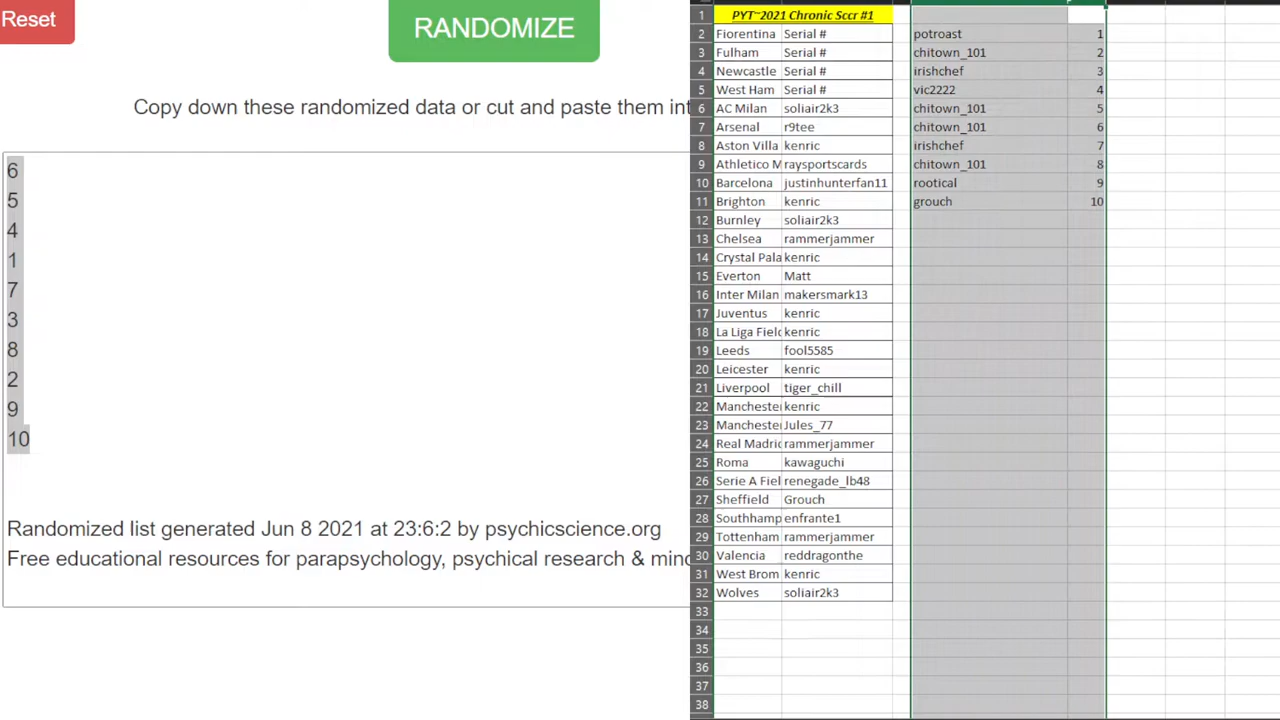 Reset
RANDOMIZE
Copy down these randomized data or cut and paste them int
6
5
4
1
7
3
8
2
9
10
Randomized list generated Jun 8 2021 at 23:6:2 by psychicscience.org
Free educational resources for parapsychology, psychical research & mind
1 PYT~2021 Chronic Sccr #1
2 Fiorentina Serial # potroast 1
3 Fulham Serial # chitown_101 2
4 Newcastle Serial # irishchef 3
5 West Ham Serial # vic2222 4
6 AC Milan soliair2k3 chitown_101 5
7 Arsenal r9tee chitown_101 6
8 Aston Villa kenric irishchef 7
9 Athletico M raysportscards chitown_101 8
10 Barcelona justinhunterfan11 rootical 9
11 Brighton kenric grouch 10
12 Burnley soliair2k3
13 Chelsea rammerjammer
14 Crystal Pala kenric
15 Everton Matt
16 Inter Milan makersmark13
17 Juventus kenric
18 La Liga Field kenric
19 Leeds fool5585
20 Leicester kenric
21 Liverpool tiger_chill
22 Manchester kenric
23 Manchester Jules_77
24 Real Madric rammerjammer
25 Roma kawaguchi
26 Serie A Fiel renegade_lb48
27 Sheffield Grouch
28 Southhamp enfrante1
29 Tottenham rammerjammer
30 Valencia reddragonthe
31 West Brom kenric
32 Wolves soliair2k3
33
34
35
36
37
38